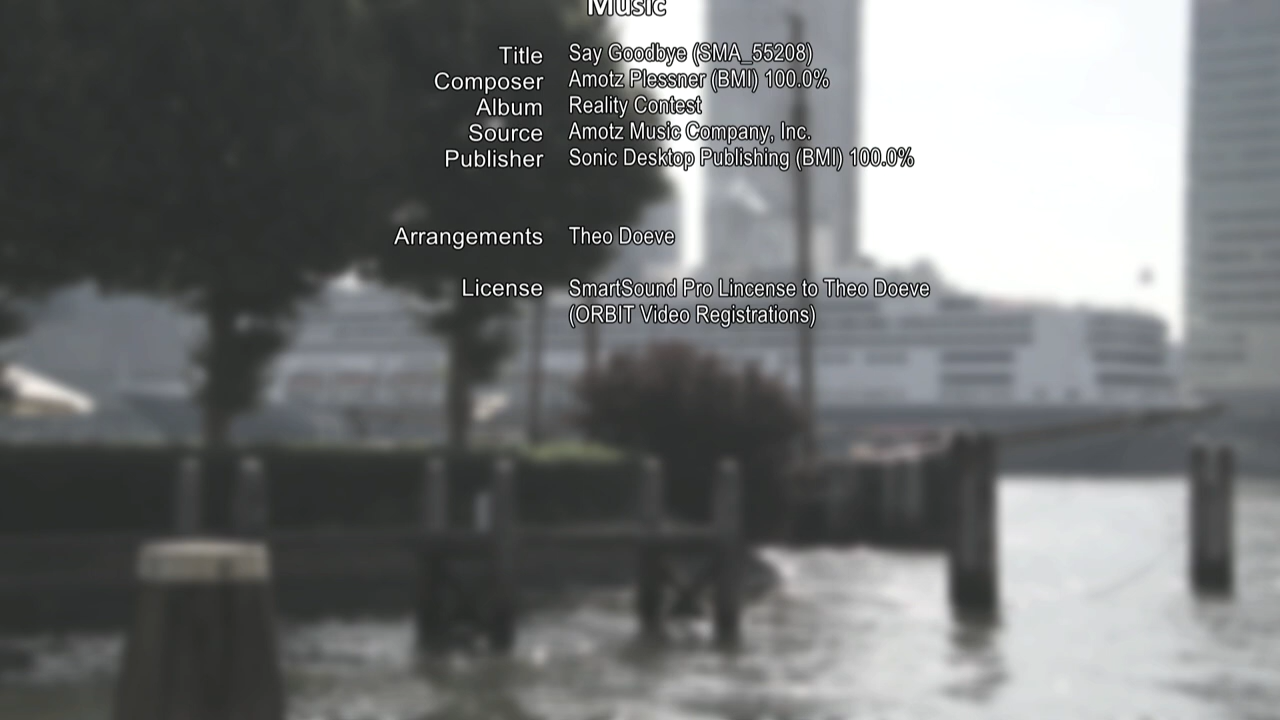 Music
Title Say Goodbye (SMA_55208)
Composer Amotz Plessner (BMI) 100.0%
Album Reality Contest
Source Amotz Music Company, Inc.
Publisher Sonic Desktop Publishing (BMI) 100.0%
Arrangements Theo Doeve
License SmartSound Pro Lincense to Theo Doeve
(ORBIT Video Registrations)